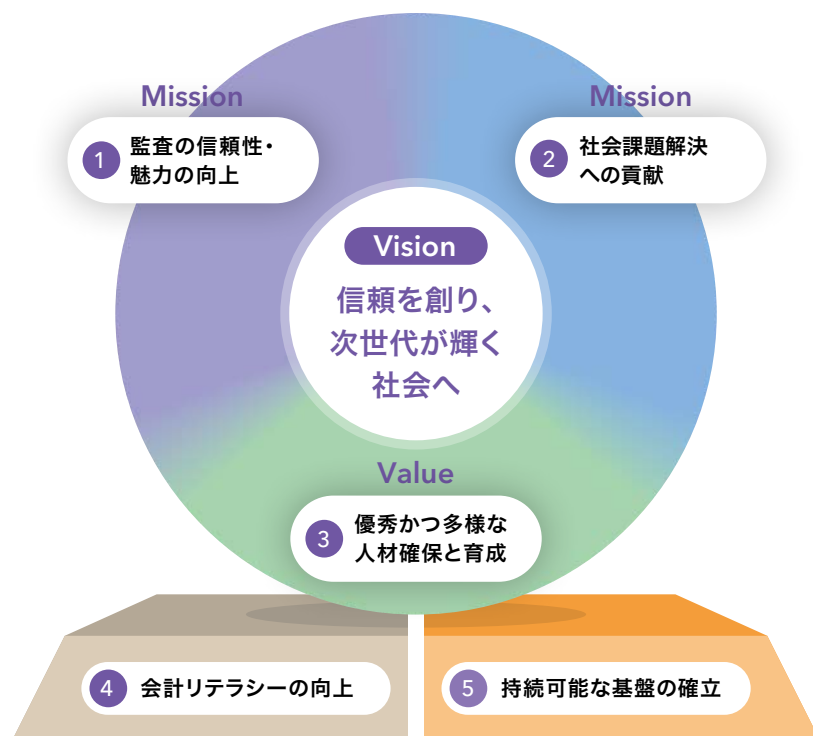 Mission
1
監査の信頼性・
魅力の向上
Mission
2
社会課題解決
への貢献
Vision
信頼を創り、
次世代が輝く
社会へ
Value
3
優秀かつ多様な
人材確保と育成
4 会計リテラシーの向上
5 持続可能な基盤の確立